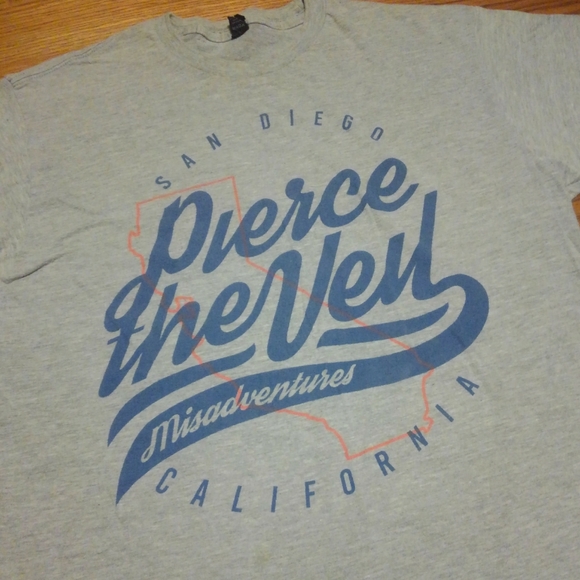 SAN DIEGO
Pierce
the Veil
Misadventures
CALIFORNIA